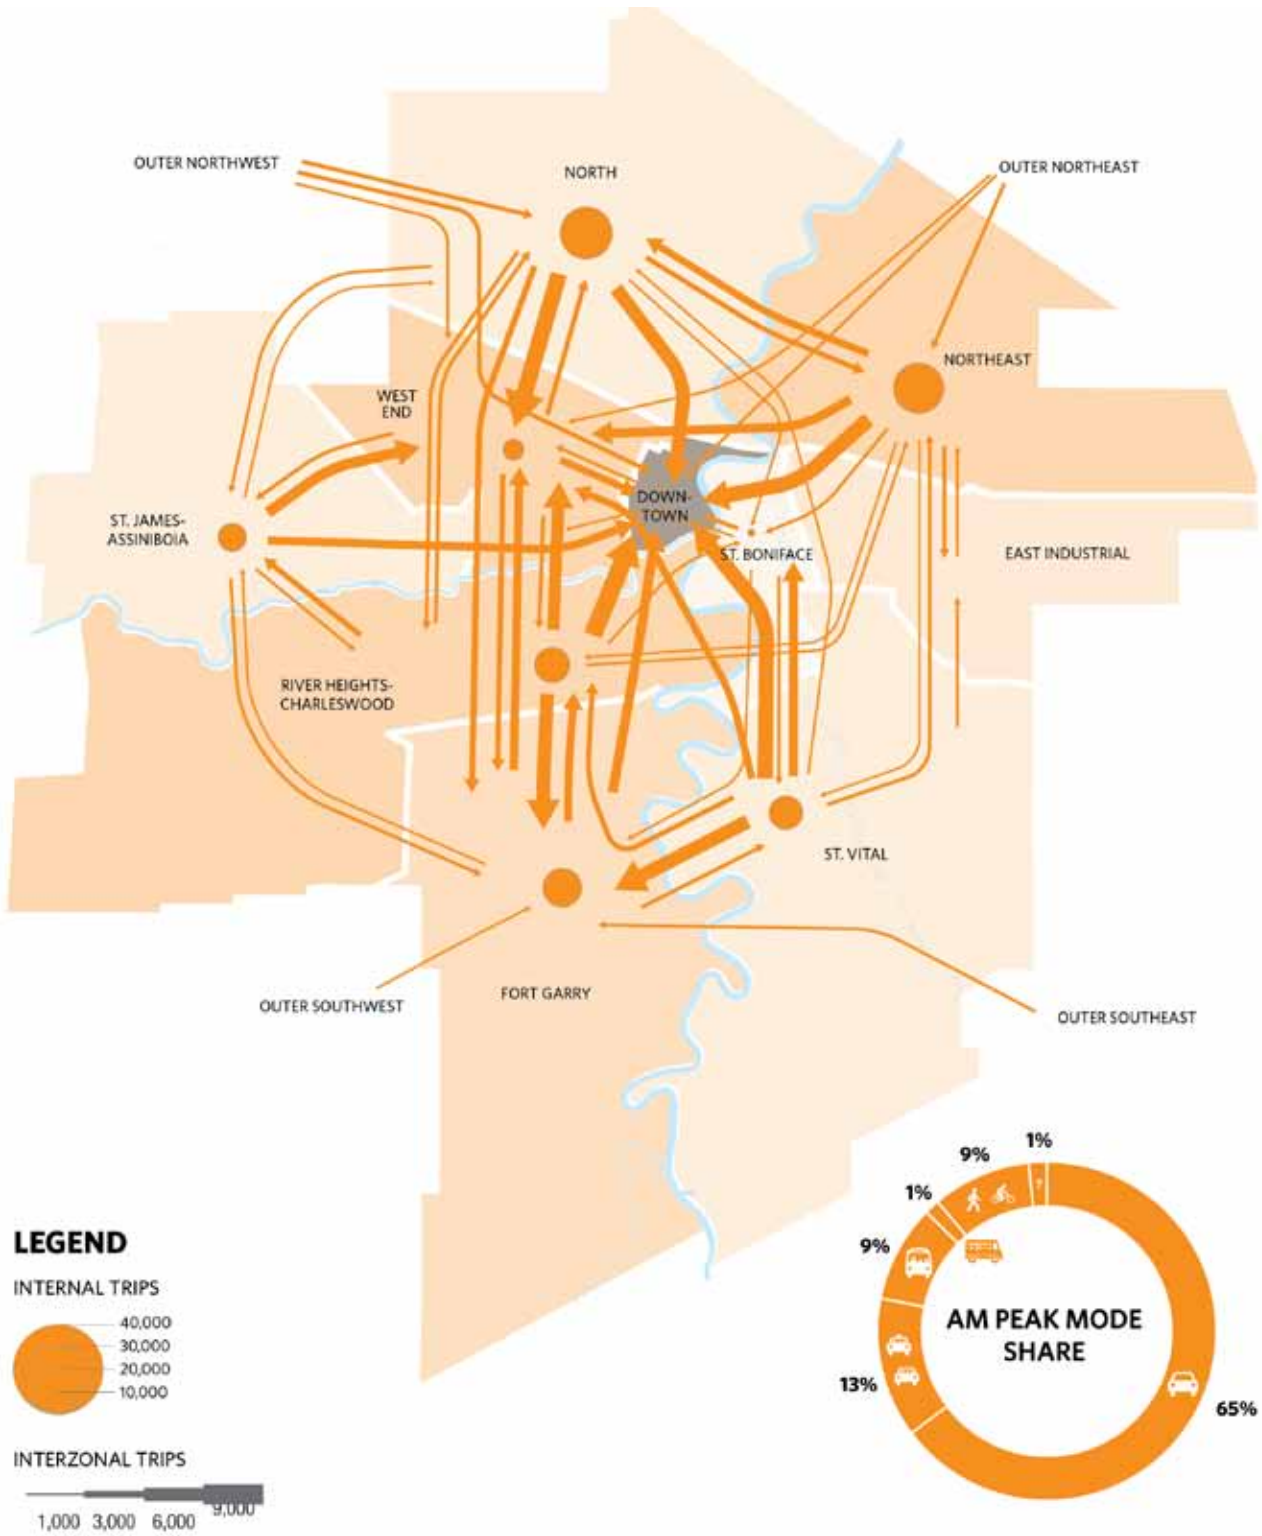 OUTER NORTHWEST
NORTH
OUTER NORTHEAST
NORTHEAST
WEST
END
DOWN-
TOWN
ST. JAMES-
ASSINIBOIA
ST. BONIFACE
EAST INDUSTRIAL
RIVER HEIGHTS-
CHARLESWOOD
ST. VITAL
OUTER SOUTHWEST
FORT GARRY
OUTER SOUTHEAST
LEGEND
INTERNAL TRIPS
40,000
30,000
20,000
10,000
INTERZONAL TRIPS
1,000 3,000 6,000 9,000
1%
9%
1%
?
9%
AM PEAK MODE
SHARE
13%
65%